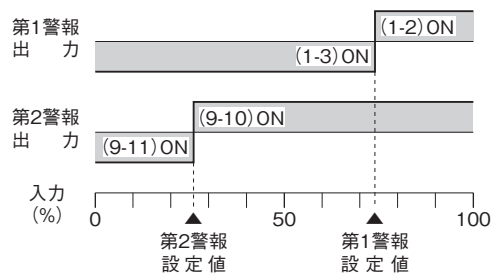 第1警報
出 力
(1-2)ON
(1-3)ON
第2警報
出 力
(9-10)ON
(9-11)ON
入力
(%)
0
50
100
第2警報
設定値
第1警報
設定値